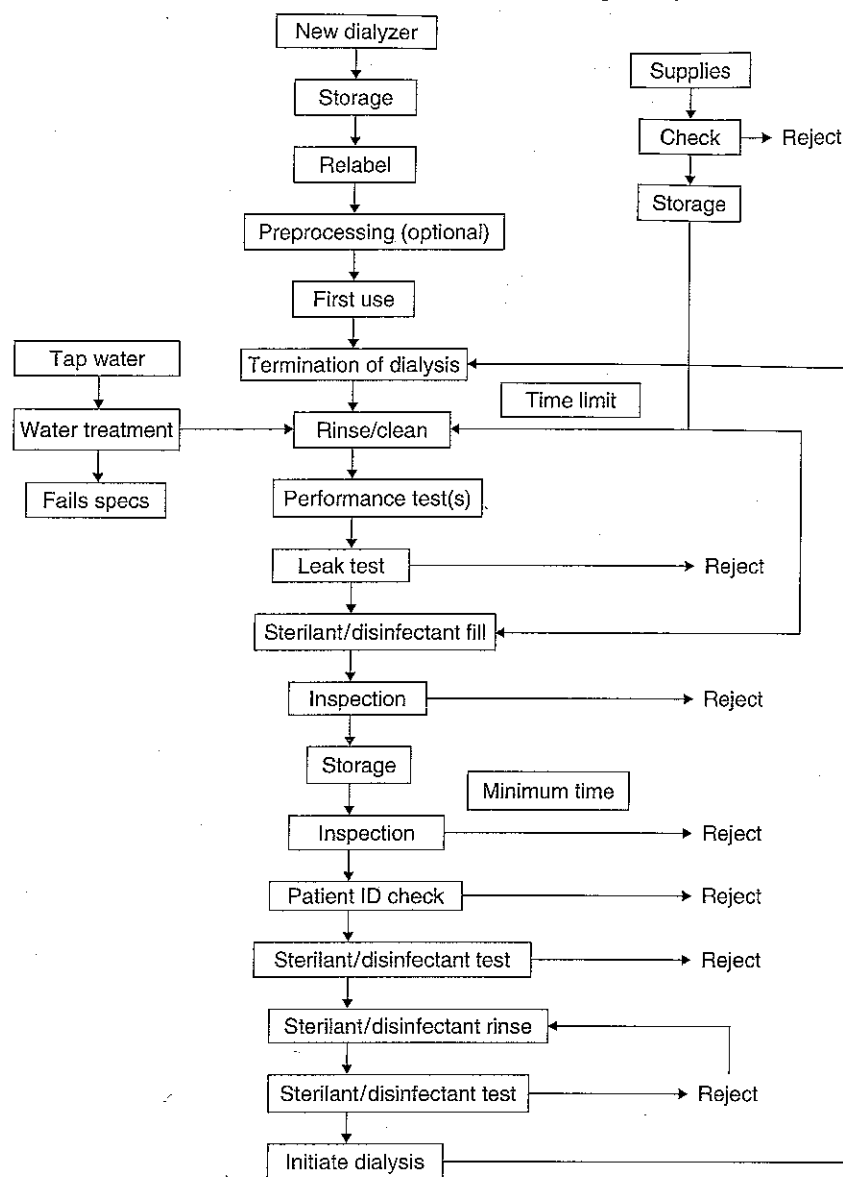 New dialyzer
Supplies
Storage
Check
Reject
Relabel
Storage
Preprocessing (optional)
First use
Tap water
Termination of dialysis
Time limit
Water treatment
Rinse/clean
Fails specs
Performance test(s)
Leak test
Reject
Sterilant/disinfectant fill
Inspection
Reject
Storage
Minimum time
Inspection
Reject
Patient ID check
Reject
Sterilant/disinfectant test
Reject
Sterilant/disinfectant rinse
Sterilant/disinfectant test
Reject
Initiate dialysis